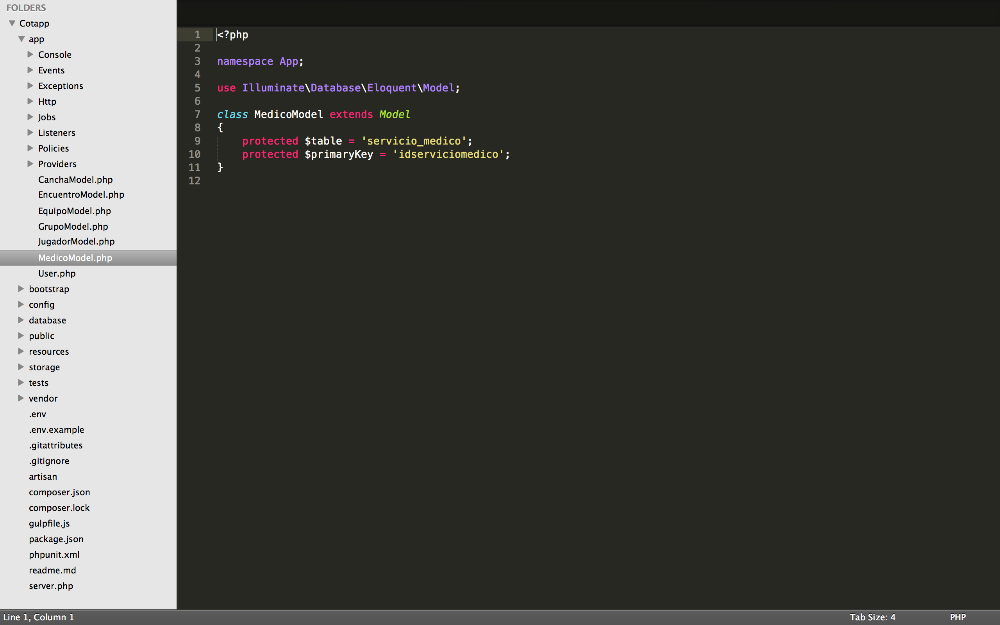 FOLDERS
Cotapp
app
Console
Events
Exceptions
Http
Jobs
Listeners
Policies
Providers
CanchaModel.php
EncuentroModel.php
EquipoModel.php
GrupoModel.php
JugadorModel.php
MedicoModel.php
User.php
bootstrap
config
database
public
resources
storage
tests
vendor
.env
.env.example
.gitattributes
.gitignore
artisan
composer.json
composer.lock
gulpfile.js
package.json
phpunit.xml
readme.md
server.php
1 <?php
2
3 namespace App;
4
5 use Illuminate\Database\Eloquent\Model;
6
7 class MedicoModel extends Model
8 {
9     protected $table = 'servicio_medico';
10     protected $primaryKey = 'idserviciomedico';
11 }
12
Line 1, Column 1
Tab Size: 4
PHP